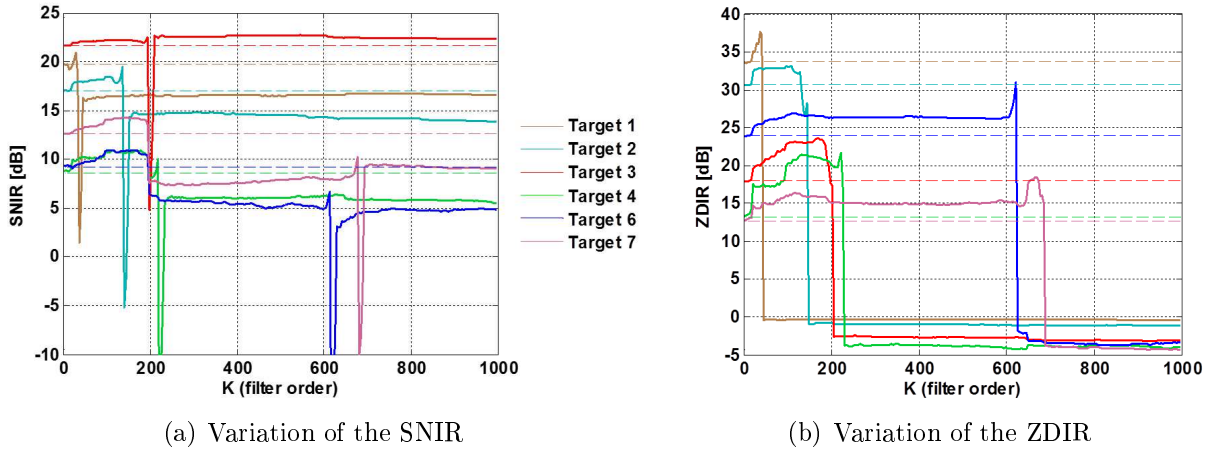 25
20
15
10
5
0
-5
-10
SNIR [dB]
0
200
400
600
800
1000
K (filter order)
Target 1
Target 2
Target 3
Target 4
Target 6
Target 7
40
35
30
25
20
15
10
5
0
-5
ZDIR [dB]
0
200
400
600
800
1000
K (filter order)
(a) Variation of the SNIR
(b) Variation of the ZDIR